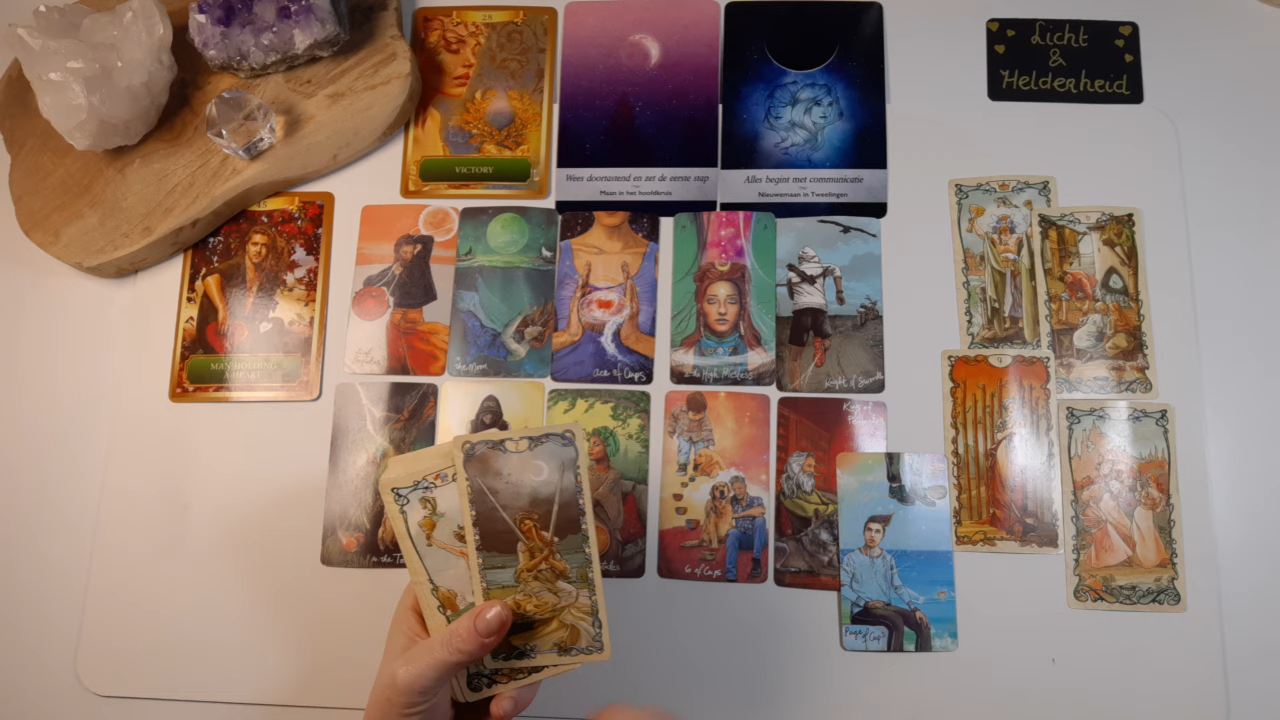 28
VICTORY
Wees doortastend en zet de eerste stap
Maan in het hoofdkruis
Alles begint met communicatie
Nieuwemaan in Tweelingen
Licht
&
Helderheid
MAN HOLDING
A HEART
the Moon
ace of Cups
the High Priestess
Knight of Swords
the To
6 of Cups
King of
Page of Cups